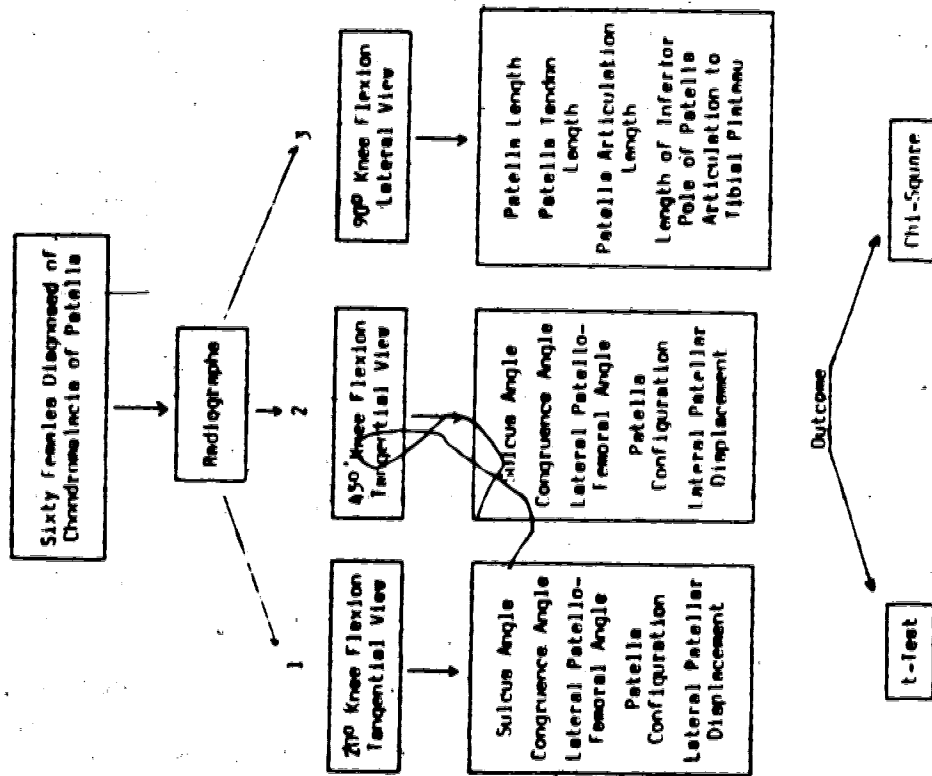 Sixty Females Diagnosed of
Chondromalacia of Patella
Radiographs
1
2
3
20º Knee Flexion
Tangential View
45º Knee Flexion
Tangential View
90º Knee Flexion
Lateral View
Sulcus Angle
Congruence Angle
Lateral Patello-
Femoral Angle
Patella
Configuration
Lateral Patellar
Displacement
Sulcus Angle
Congruence Angle
Lateral Patello-
Femoral Angle
Patella
Configuration
Lateral Patellar
Displacement
Patella Length
Patella Tendon
Length
Patella Articulation
Length
Length of Inferior
Pole of Patella
Articulation to
Tibial Plateau
Outcome
t-Test
Chi-Square